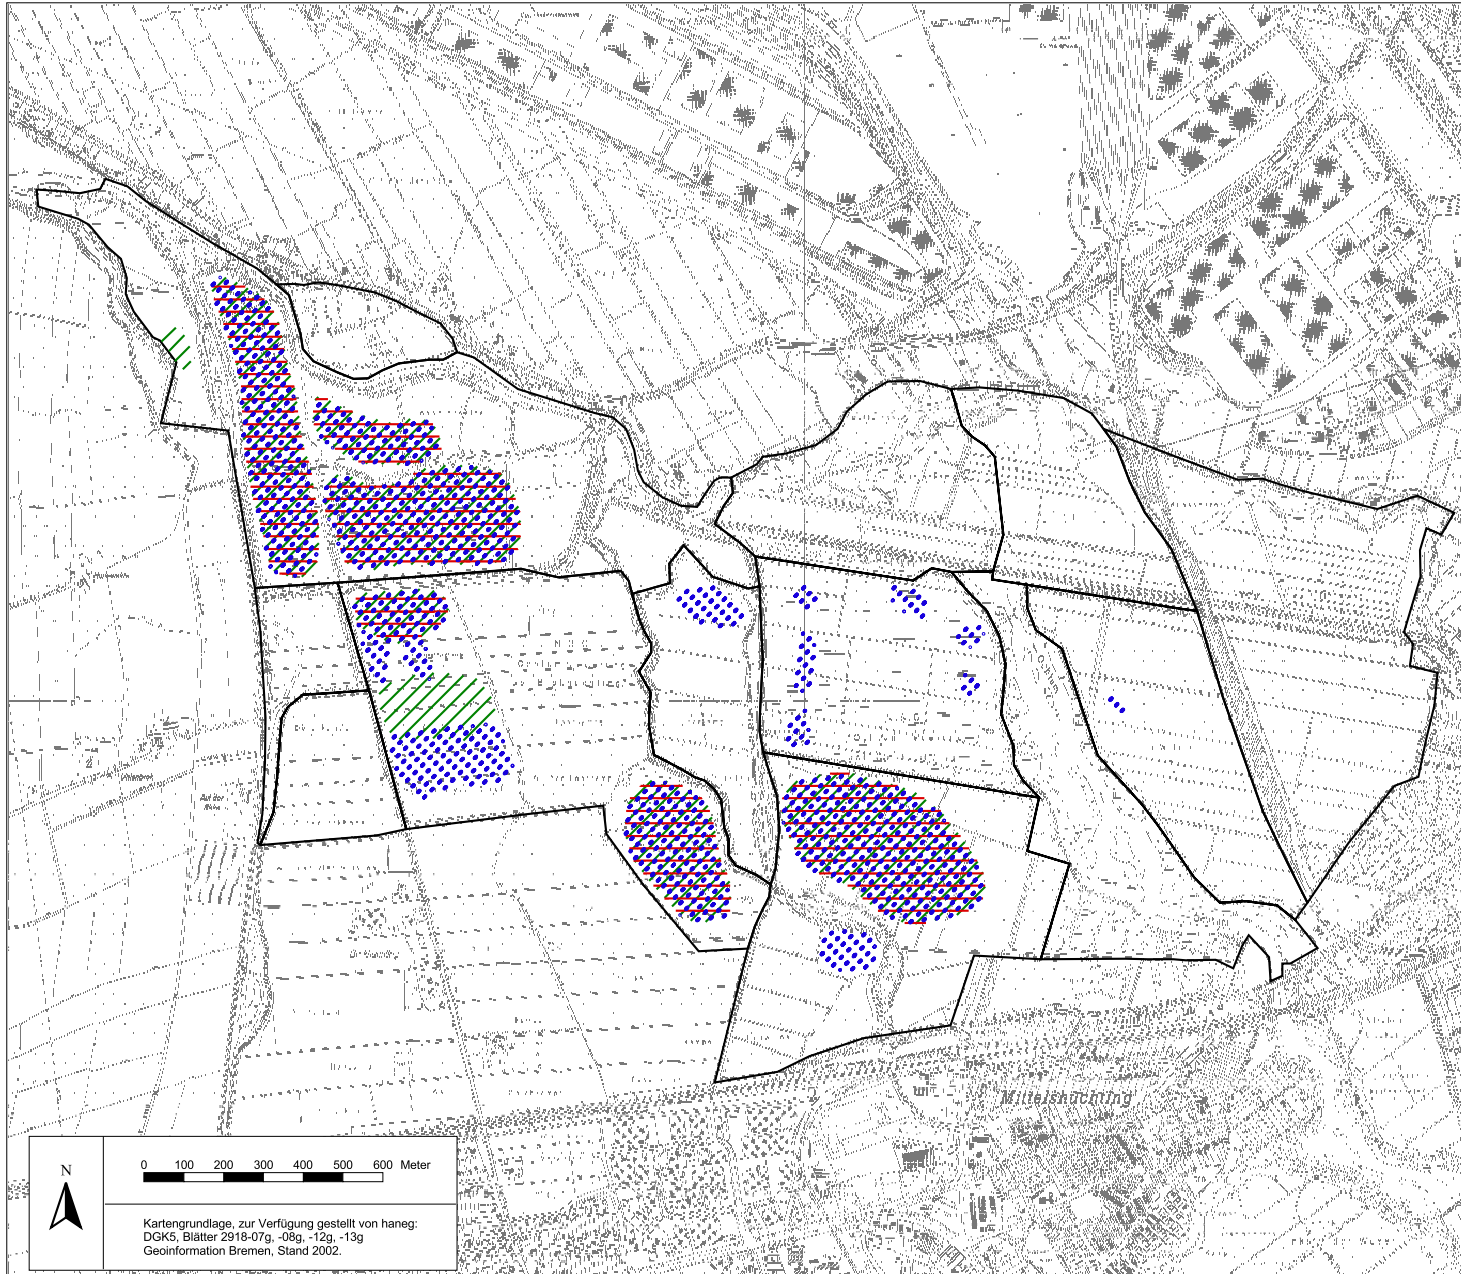 Mittelshuchting
N
0 100 200 300 400 500 600 Meter
Kartengrundlage, zur Verfügung gestellt von haneg:
DGK5, Blätter 2918-07g, -08g, -12g, -13g
Geoinformation Bremen, Stand 2002.